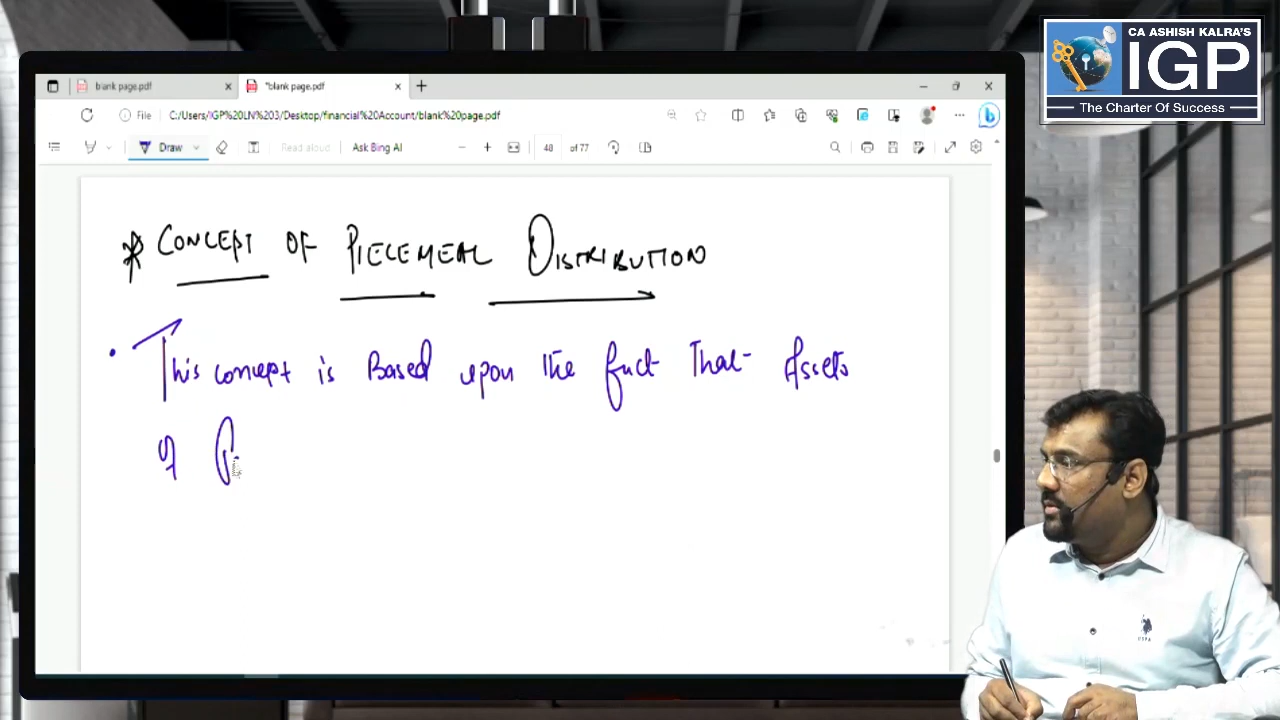 CA ASHISH KALRA'S
IGP
The Charter Of Success
blank page.pdf
*blank page.pdf
File
C:/Users/IGP%20LN%203/Desktop/financial%20Account/blank%20page.pdf
Draw
Read aloud
Ask Bing AI
48 of 77
* CONCEPT OF PIECEMEAL DISTRIBUTION
• This concept is Based upon the fact That Assets
of P